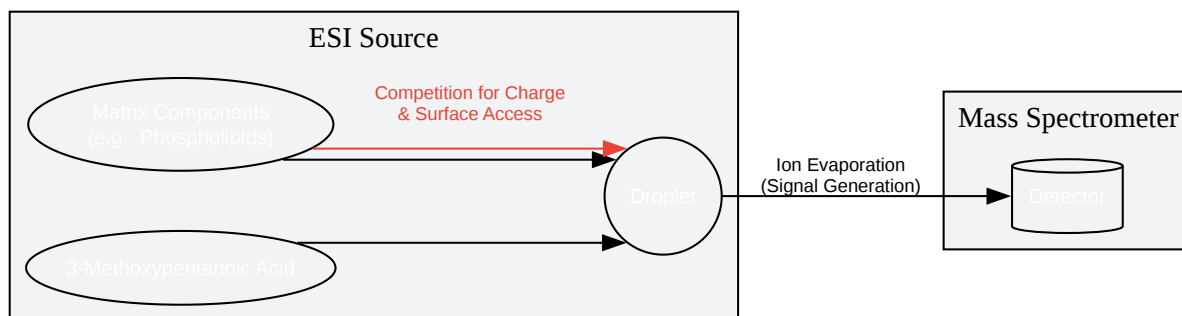 ESI Source
Competition for Charge
& Surface Access
Matrix Components
(e.g., Phospholipids)
Mass Spectrometer
Ion Evaporation
(Signal Generation)
Droplet
Detector
3-Methoxypentanoic Acid